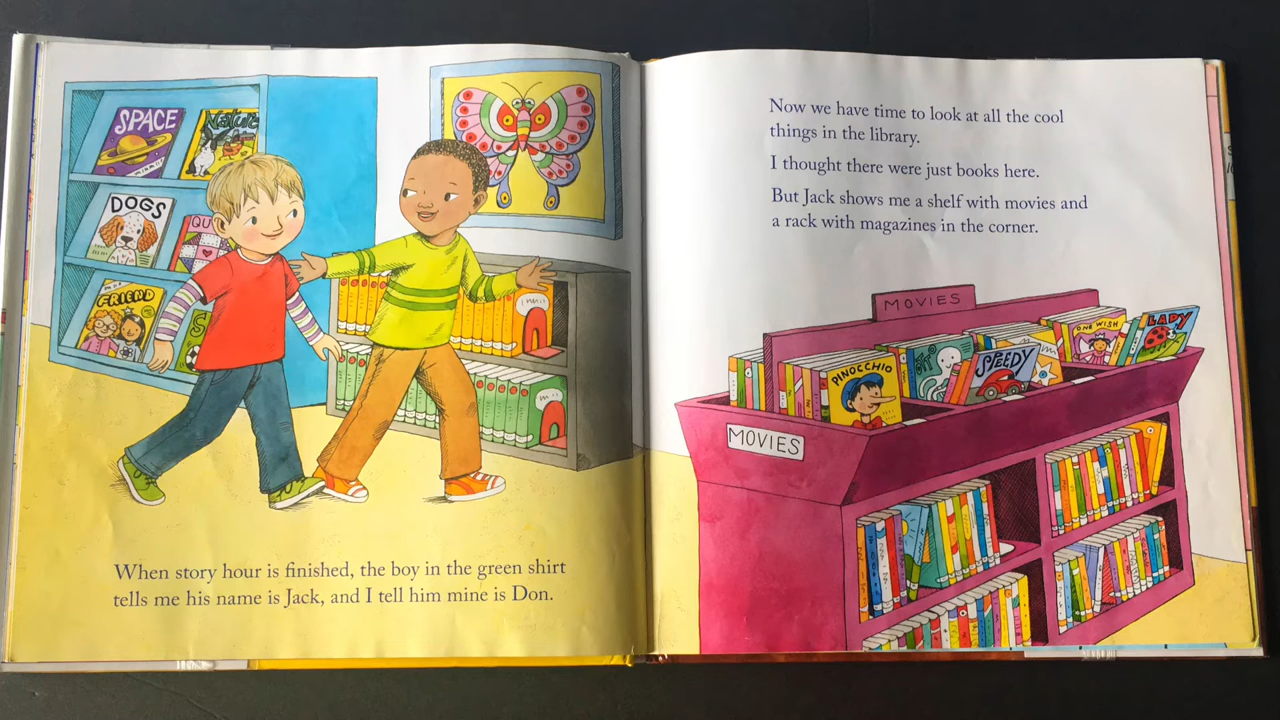 SPACE
Nature
DOGS
QU
FRIEND
When story hour is finished, the boy in the green shirt
tells me his name is Jack, and I tell him mine is Don.
Now we have time to look at all the cool
things in the library.
I thought there were just books here.
But Jack shows me a shelf with movies and
a rack with magazines in the corner.
MOVIES
ONE WISH
LADY
SPEEDY
PINOCCHIO
MOVIES